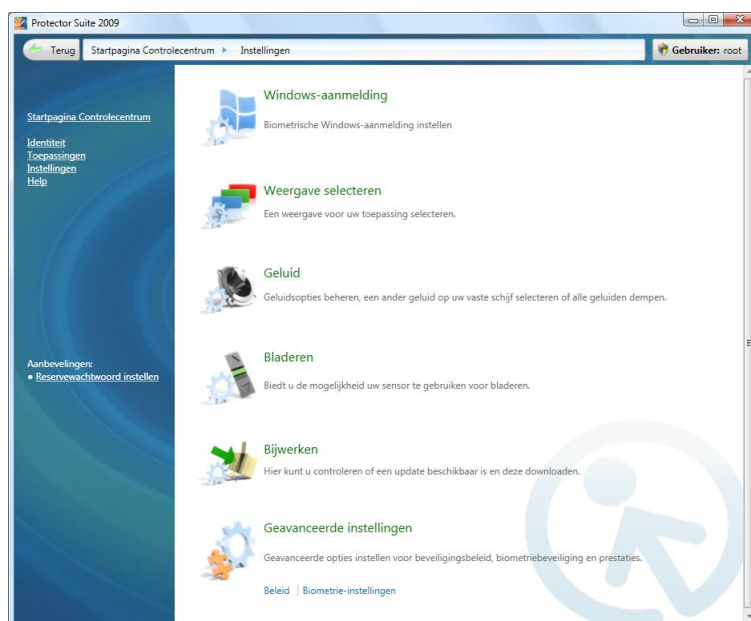 Protector Suite 2009
Terug
Startpagina Controlecentrum
Instellingen
Gebruiker: root
Startpagina Controlecentrum
Identiteit
Toepassingen
Instellingen
Help
Aanbevelingen:
• Reservewachtwoord instellen
Windows-aanmelding
Biometrische Windows-aanmelding instellen
Weergave selecteren
Een weergave voor uw toepassing selecteren.
Geluid
Geluidsopties beheren, een ander geluid op uw vaste schijf selecteren of alle geluiden dempen.
Bladeren
Biedt u de mogelijkheid uw sensor te gebruiken voor bladeren.
Bijwerken
Hier kunt u controleren of een update beschikbaar is en deze downloaden.
Geavanceerde instellingen
Geavanceerde opties instellen voor beveiligingsbeleid, biometriebeveiliging en prestaties.
Beleid | Biometrie-instellingen